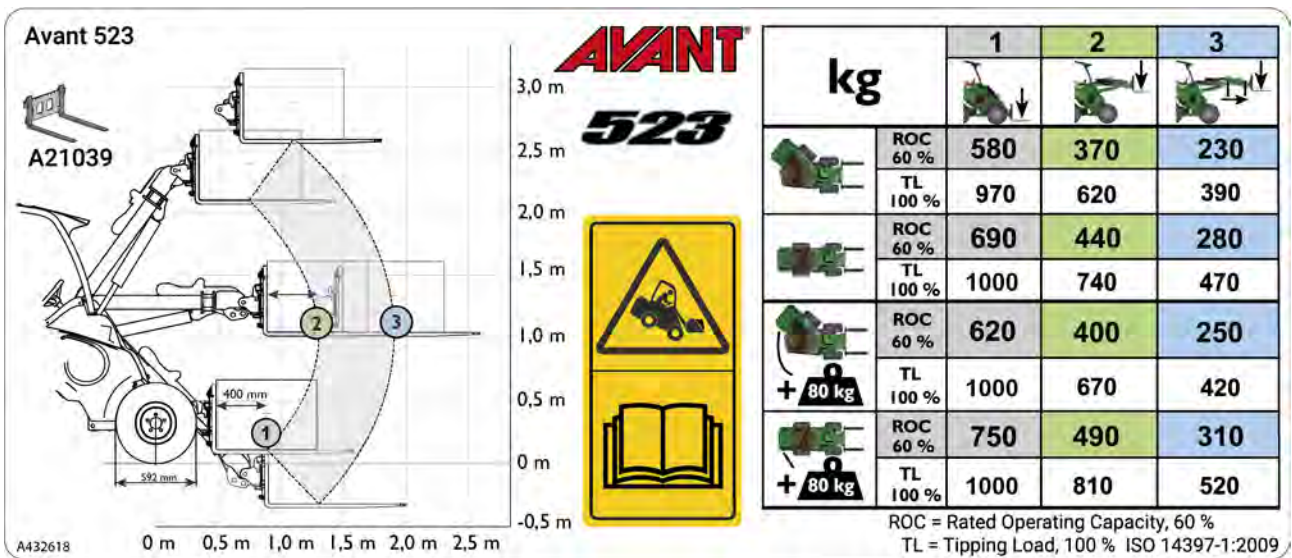 Avant 523
A21039
3,0 m
2,5 m
2,0 m
1,5 m
1,0 m
0,5 m
0 m
-0,5 m
2
3
400 mm
1
592 mm
0 m 0,5 m 1,0 m 1,5 m 2,0 m 2,5 m
A432618
AVANT
523
kg 1 2 3
ROC 60 % 580 370 230
TL 100 % 970 620 390
ROC 60 % 690 440 280
TL 100 % 1000 740 470
ROC 60 % 620 400 250
+ 80 kg TL 100 % 1000 670 420
ROC 60 % 750 490 310
+ 80 kg TL 100 % 1000 810 520
ROC = Rated Operating Capacity, 60 %
TL = Tipping Load, 100 % ISO 14397-1:2009